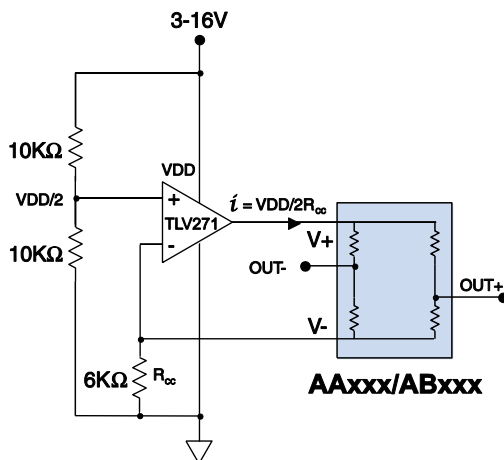 3-16V
10KΩ
VDD
VDD/2
+
TLV271
-
i = VDD/2Rcc
10KΩ
V+
OUT-
OUT+
V-
6KΩ
Rcc
AAxxx/ABxxx